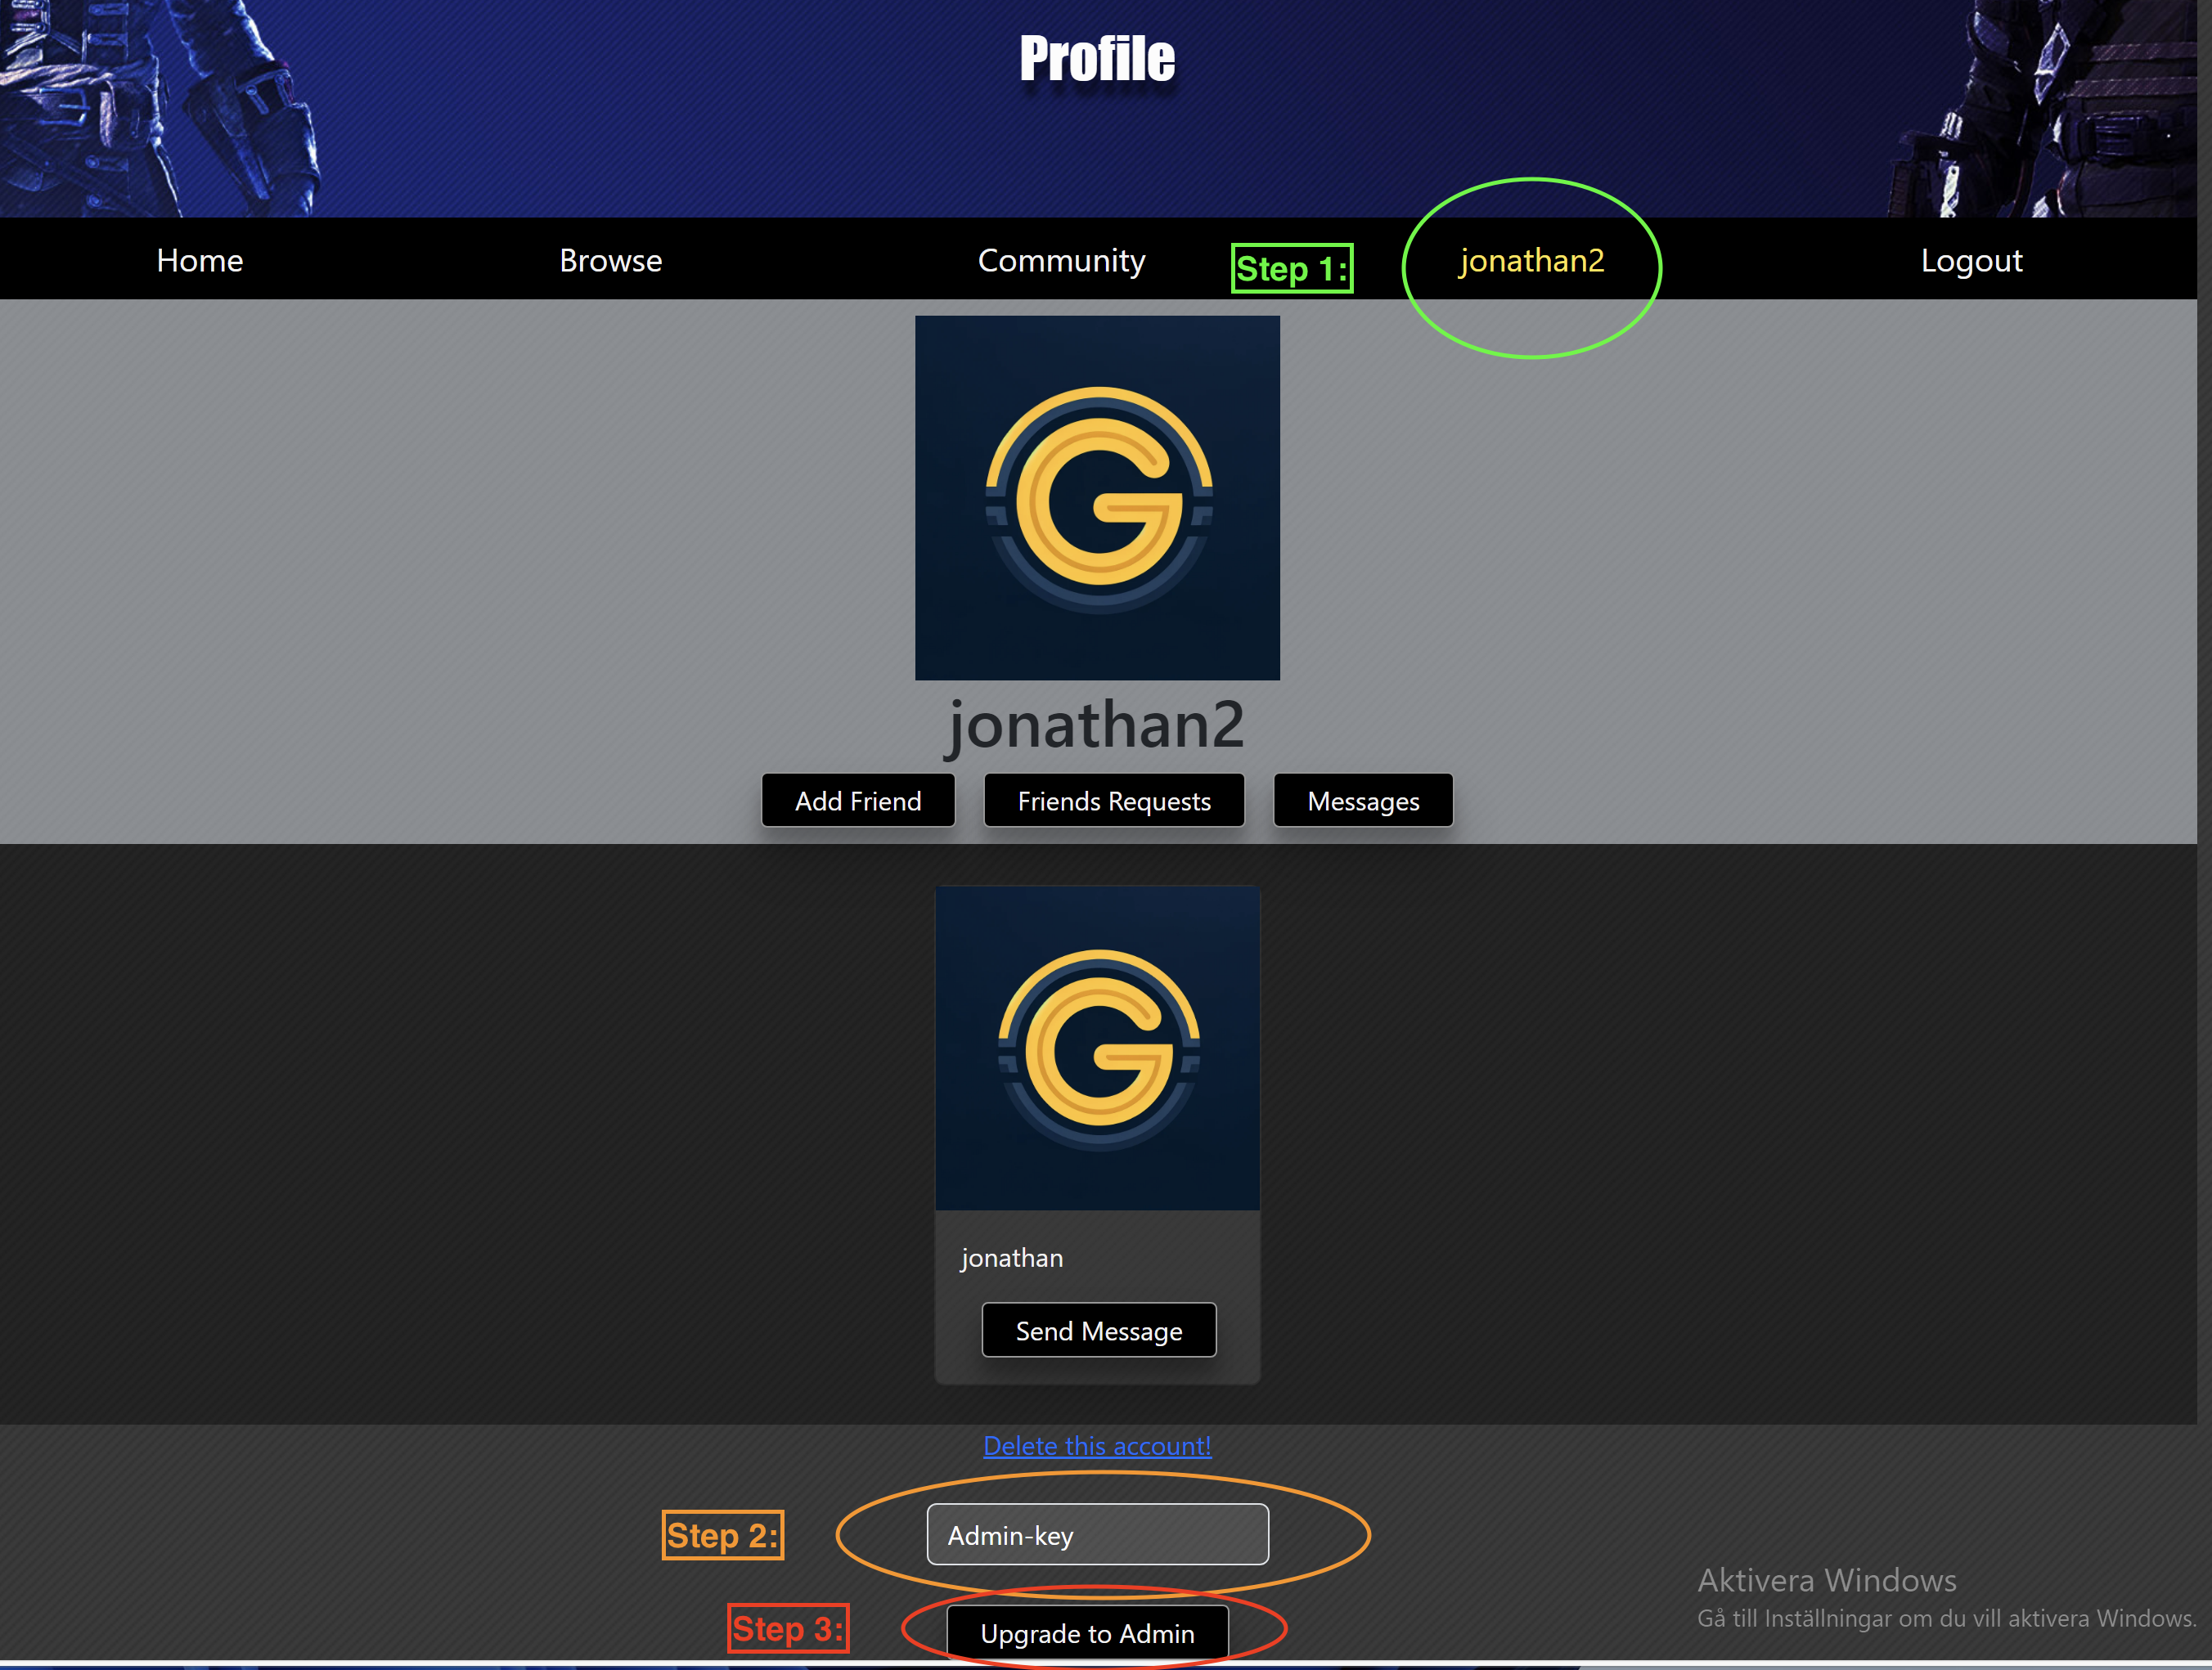 Profile
Home Browse Community Step 1: jonathan2 Logout
jonathan2
Add Friend Friends Requests Messages
jonathan
Send Message
Delete this account!
Step 2: Admin-key
Step 3: Upgrade to Admin
Aktivera Windows
Gå till Inställningar om du vill aktivera Windows.